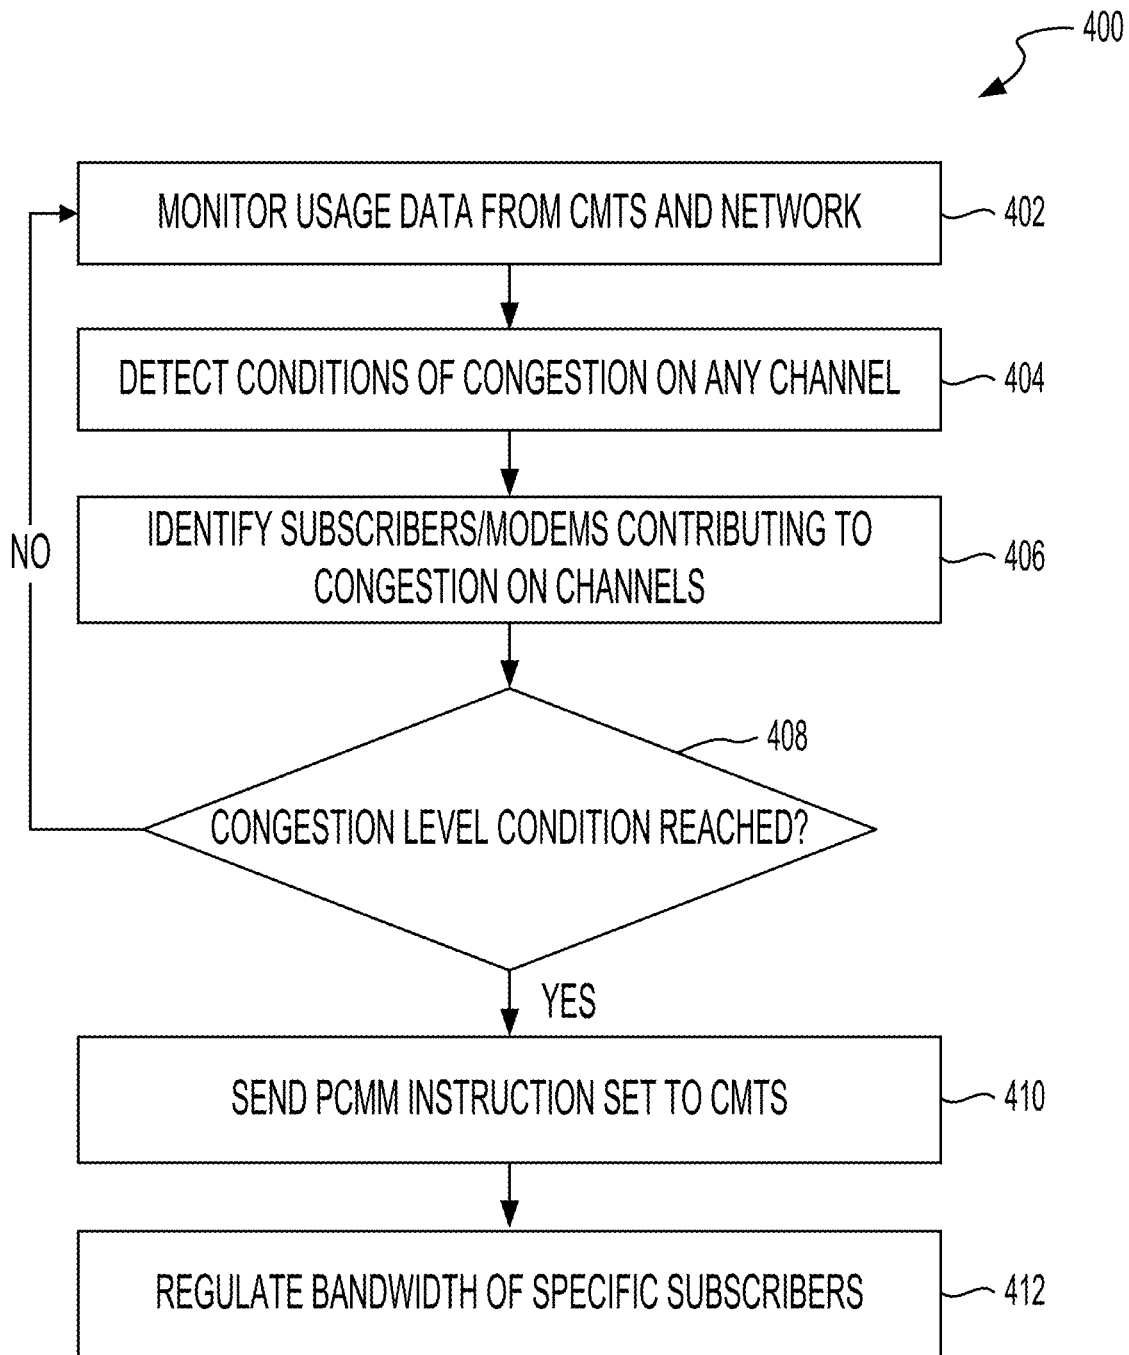 400
MONITOR USAGE DATA FROM CMTS AND NETWORK
402
DETECT CONDITIONS OF CONGESTION ON ANY CHANNEL
404
IDENTIFY SUBSCRIBERS/MODEMS CONTRIBUTING TO
CONGESTION ON CHANNELS
406
NO
408
CONGESTION LEVEL CONDITION REACHED?
YES
SEND PCMM INSTRUCTION SET TO CMTS
410
REGULATE BANDWIDTH OF SPECIFIC SUBSCRIBERS
412